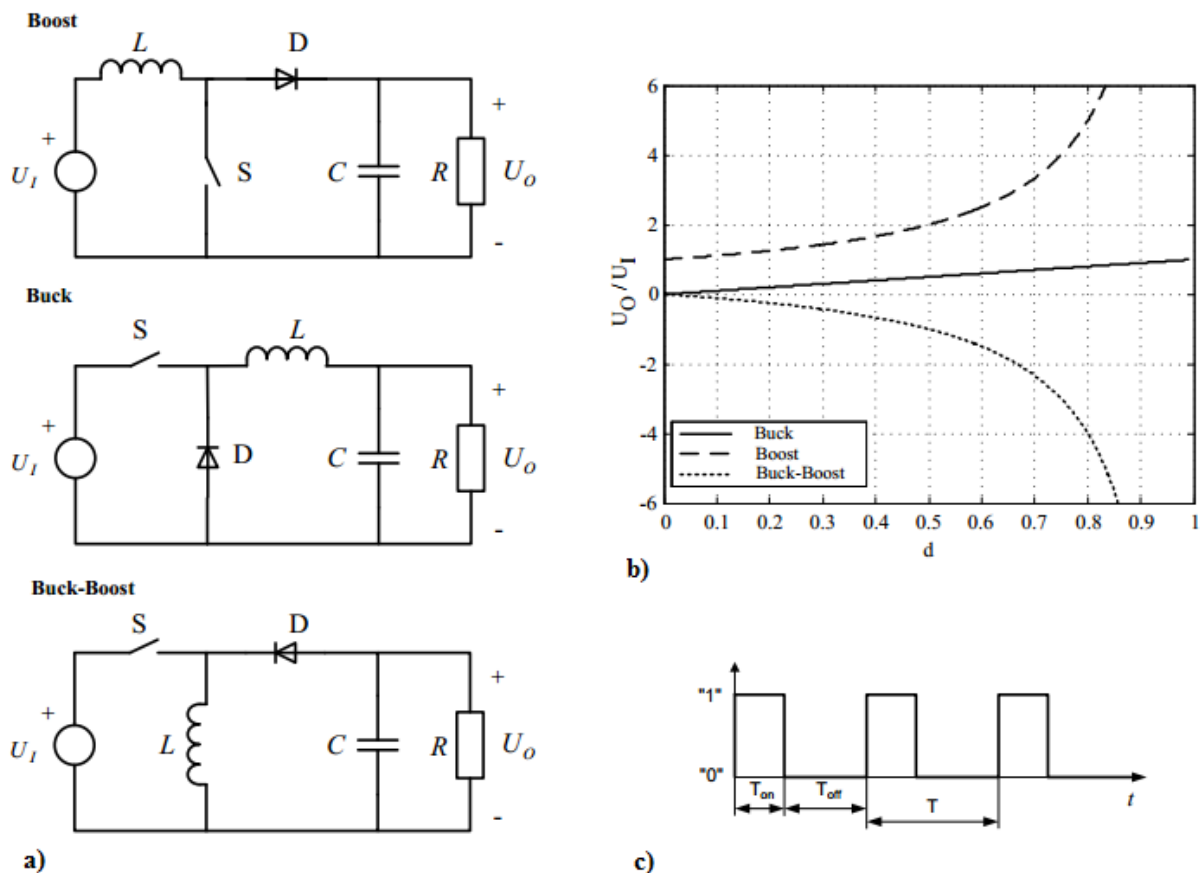 Boost
L
D
+
U_I
S
C
R
+
U_O
-
a)
Buck
S
L
+
U_I
D
C
R
+
U_O
-
Buck-Boost
S
D
+
U_I
L
C
R
+
U_O
-
b)
U_O / U_I
6
4
2
0
-2
-4
-6
Buck
Boost
Buck-Boost
0 0.1 0.2 0.3 0.4 0.5 0.6 0.7 0.8 0.9 1
d
"1"
"0"
T_on
T_off
T
t
c)